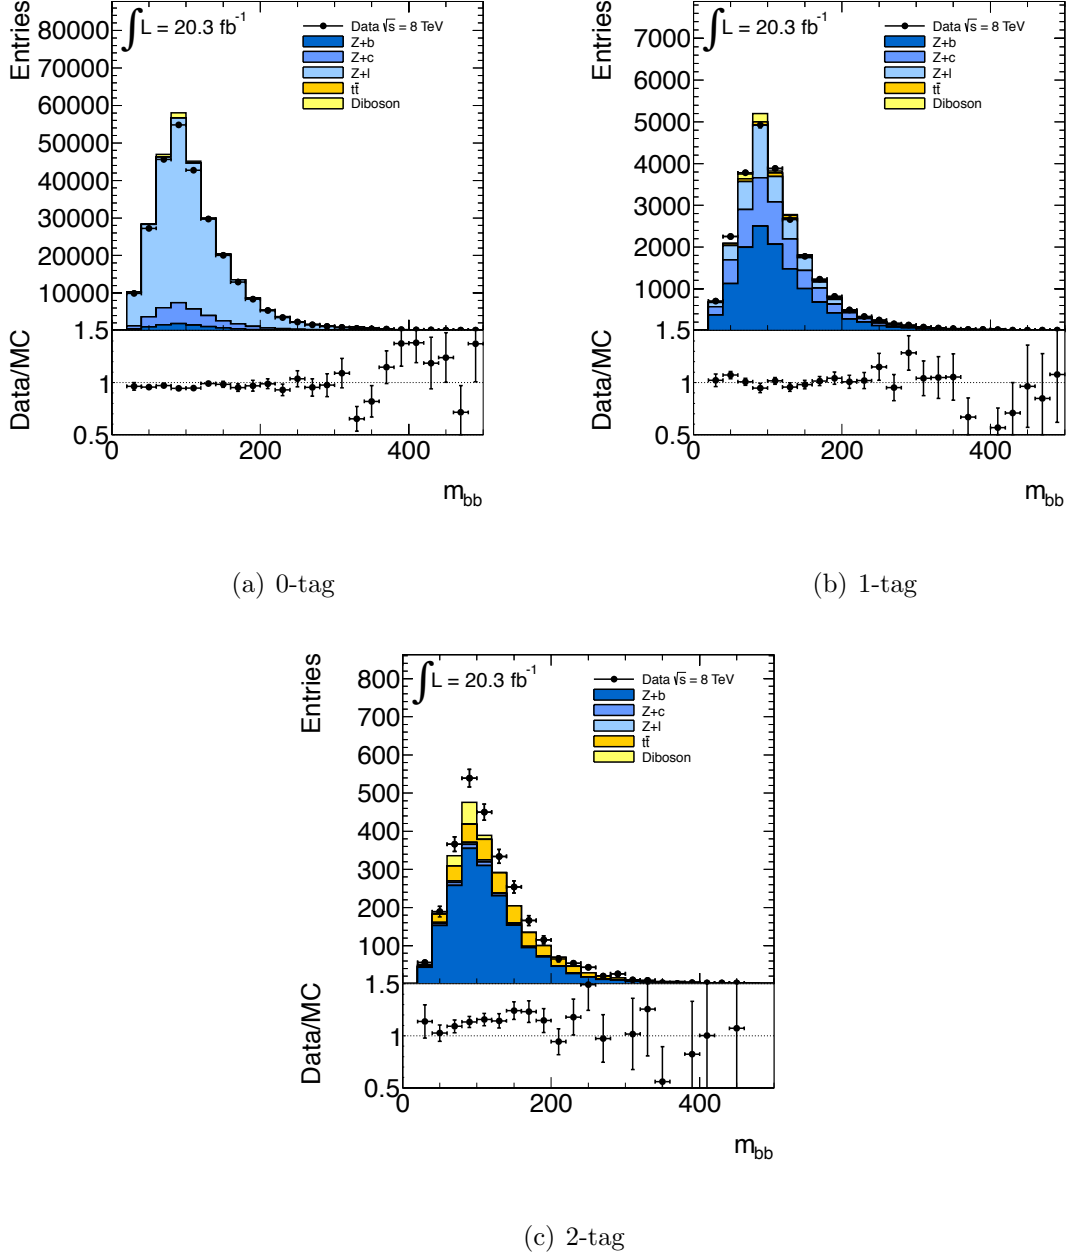 ∫ L = 20.3 fb⁻¹
Entries
80000
70000
60000
50000
40000
30000
20000
10000
Data √s = 8 TeV
Z+b
Z+c
Z+l
tt̄
Diboson
Data/MC
1.5
1
0.5
0 200 400
m_bb
(a) 0-tag
∫ L = 20.3 fb⁻¹
Entries
7000
6000
5000
4000
3000
2000
1000
Data √s = 8 TeV
Z+b
Z+c
Z+l
tt̄
Diboson
Data/MC
1.5
1
0.5
0 200 400
m_bb
(b) 1-tag
∫ L = 20.3 fb⁻¹
Entries
800
700
600
500
400
300
200
100
Data √s = 8 TeV
Z+b
Z+c
Z+l
tt̄
Diboson
Data/MC
1.5
1
0.5
0 200 400
m_bb
(c) 2-tag